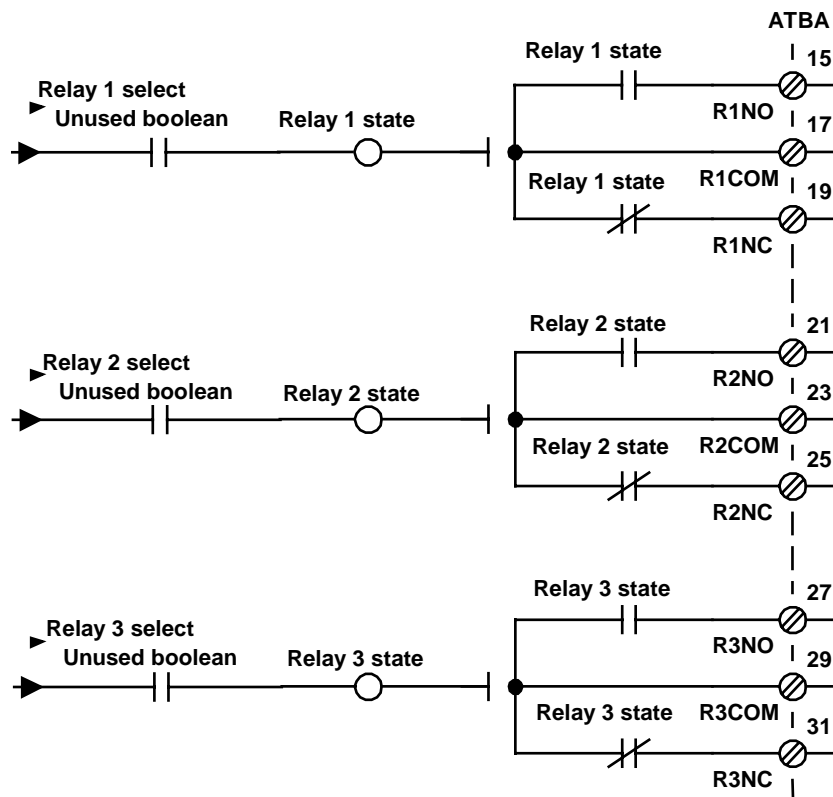 ATBA
Relay 1 state
15
Relay 1 select
Unused boolean
Relay 1 state
R1NO
17
Relay 1 state
R1COM
19
R1NC
Relay 2 state
21
Relay 2 select
Unused boolean
Relay 2 state
R2NO
23
Relay 2 state
R2COM
25
R2NC
Relay 3 state
27
Relay 3 select
Unused boolean
Relay 3 state
R3NO
29
Relay 3 state
R3COM
31
R3NC